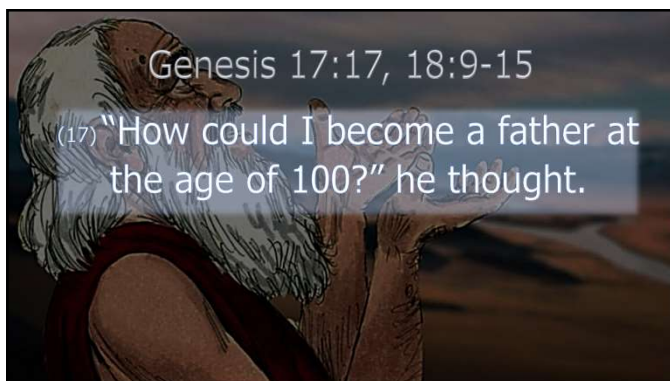 Genesis 17:17, 18:9-15
(17)“How could I become a father at
the age of 100?” he thought.